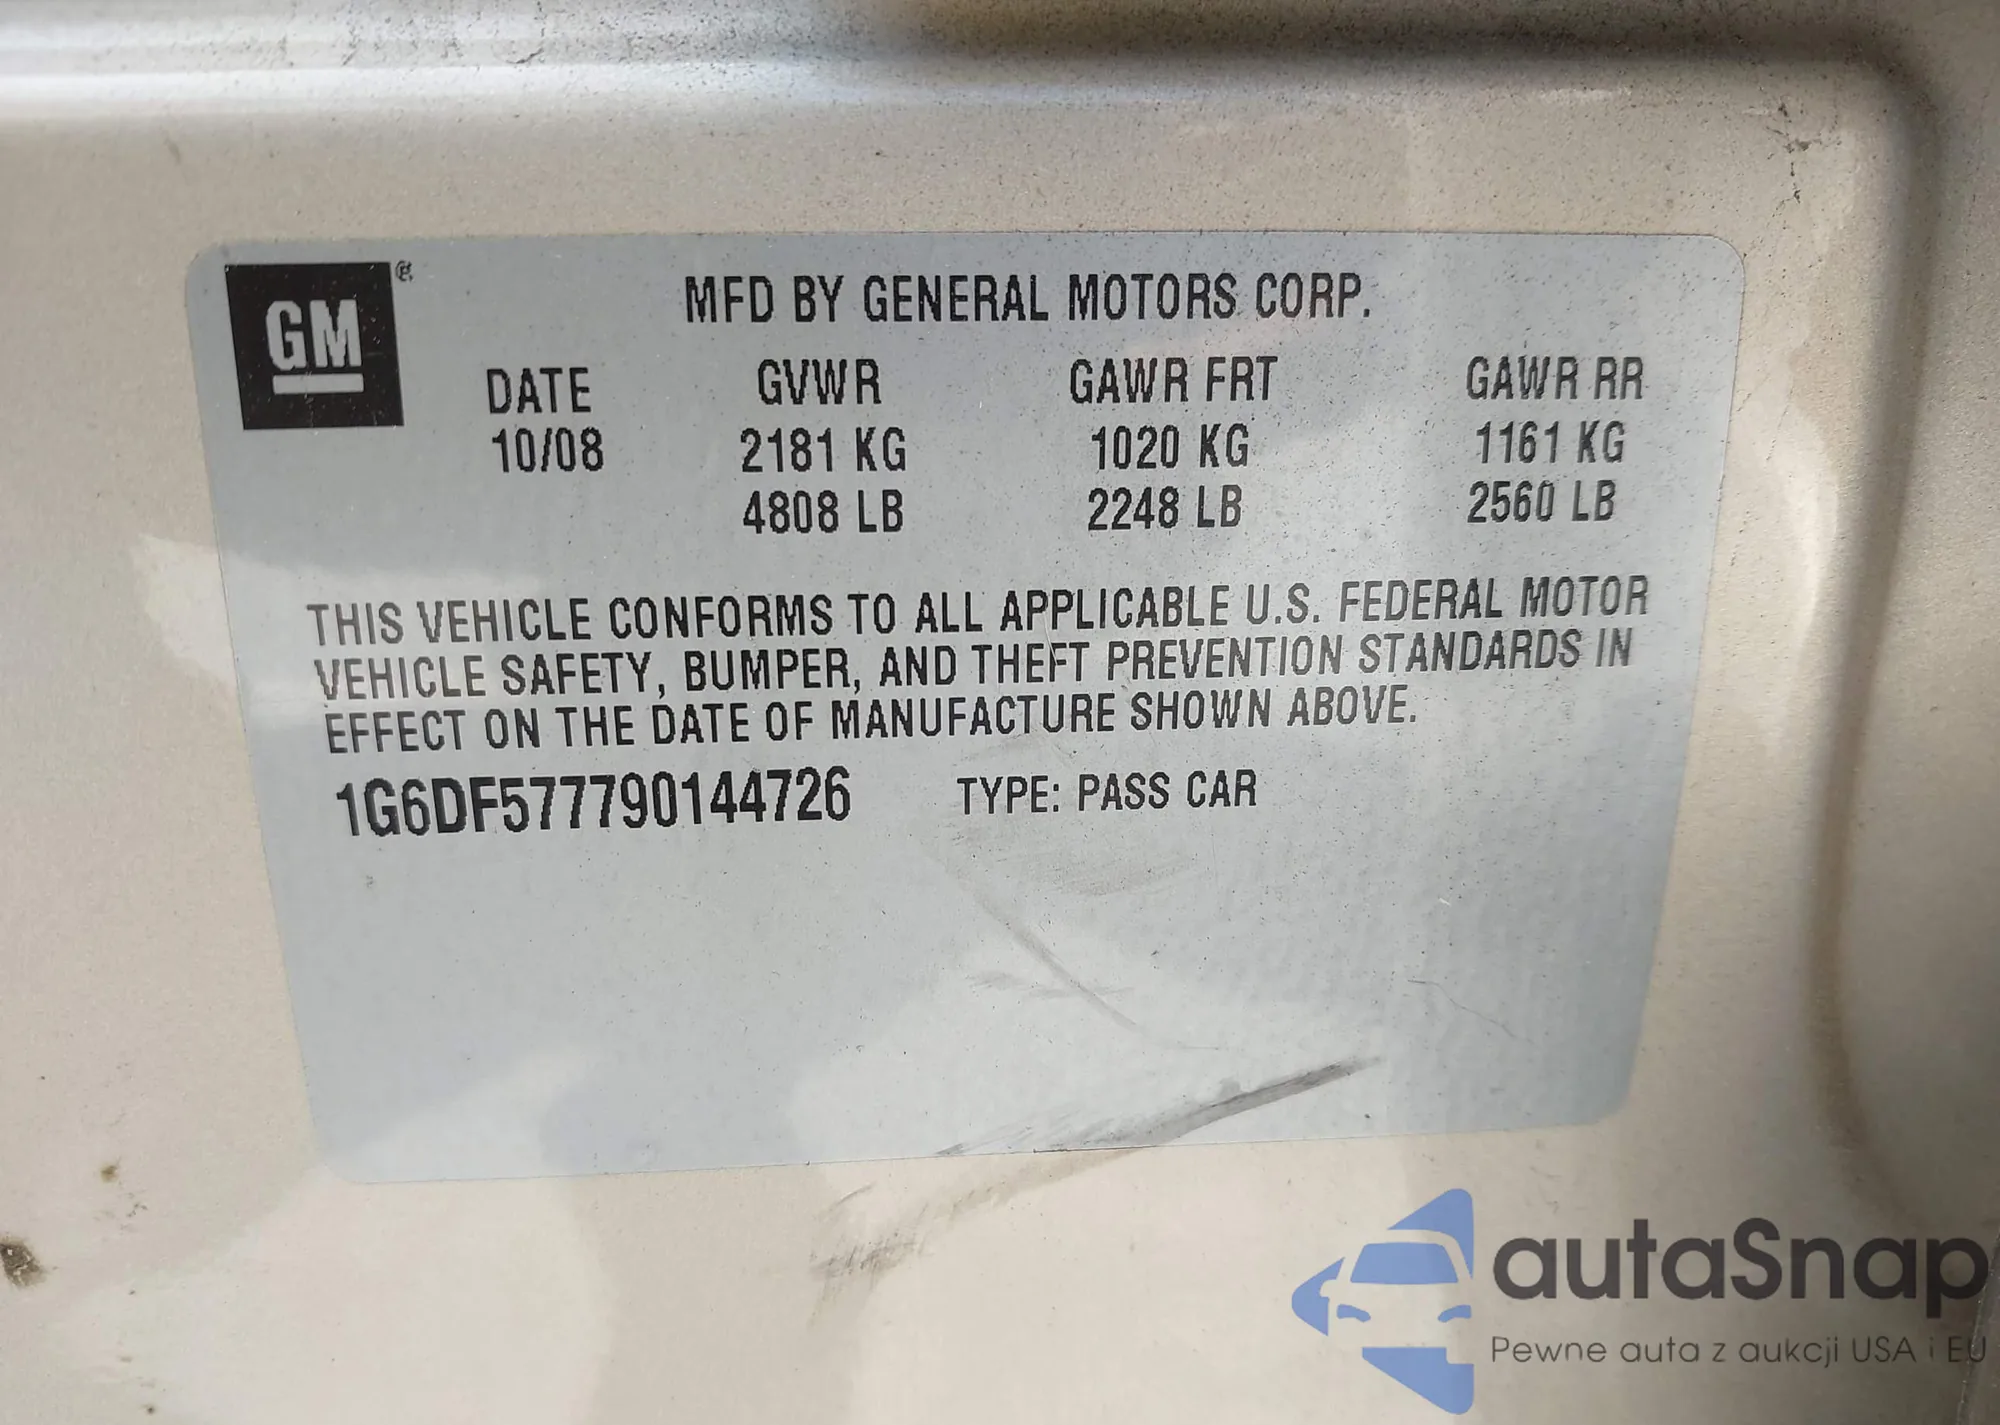 GM ®
MFD BY GENERAL MOTORS CORP.
DATE GVWR GAWR FRT GAWR RR
10/08 2181 KG 1020 KG 1161 KG
4808 LB 2248 LB 2560 LB
THIS VEHICLE CONFORMS TO ALL APPLICABLE U.S. FEDERAL MOTOR
VEHICLE SAFETY, BUMPER, AND THEFT PREVENTION STANDARDS IN
EFFECT ON THE DATE OF MANUFACTURE SHOWN ABOVE.
1G6DF577790144726 TYPE: PASS CAR
autaSnap
Pewne auta z aukcji USA i EU